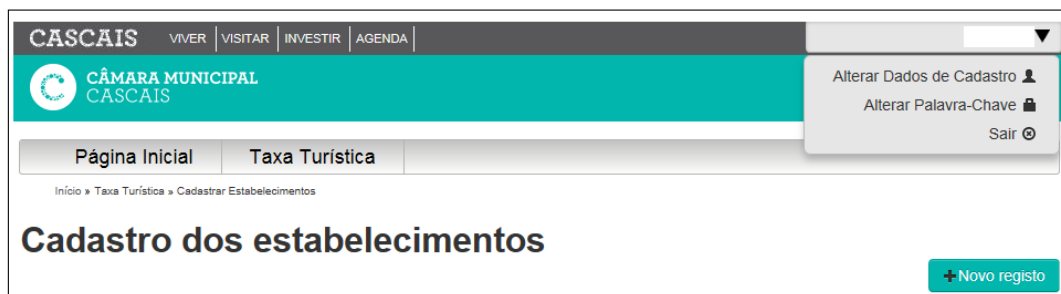 CASCAIS VIVER VISITAR INVESTIR AGENDA
CÂMARA MUNICIPAL
CASCAIS
Alterar Dados de Cadastro
Alterar Palavra-Chave
Sair
Página Inicial Taxa Turística
Início » Taxa Turística » Cadastrar Estabelecimentos
Cadastro dos estabelecimentos
+Novo registo